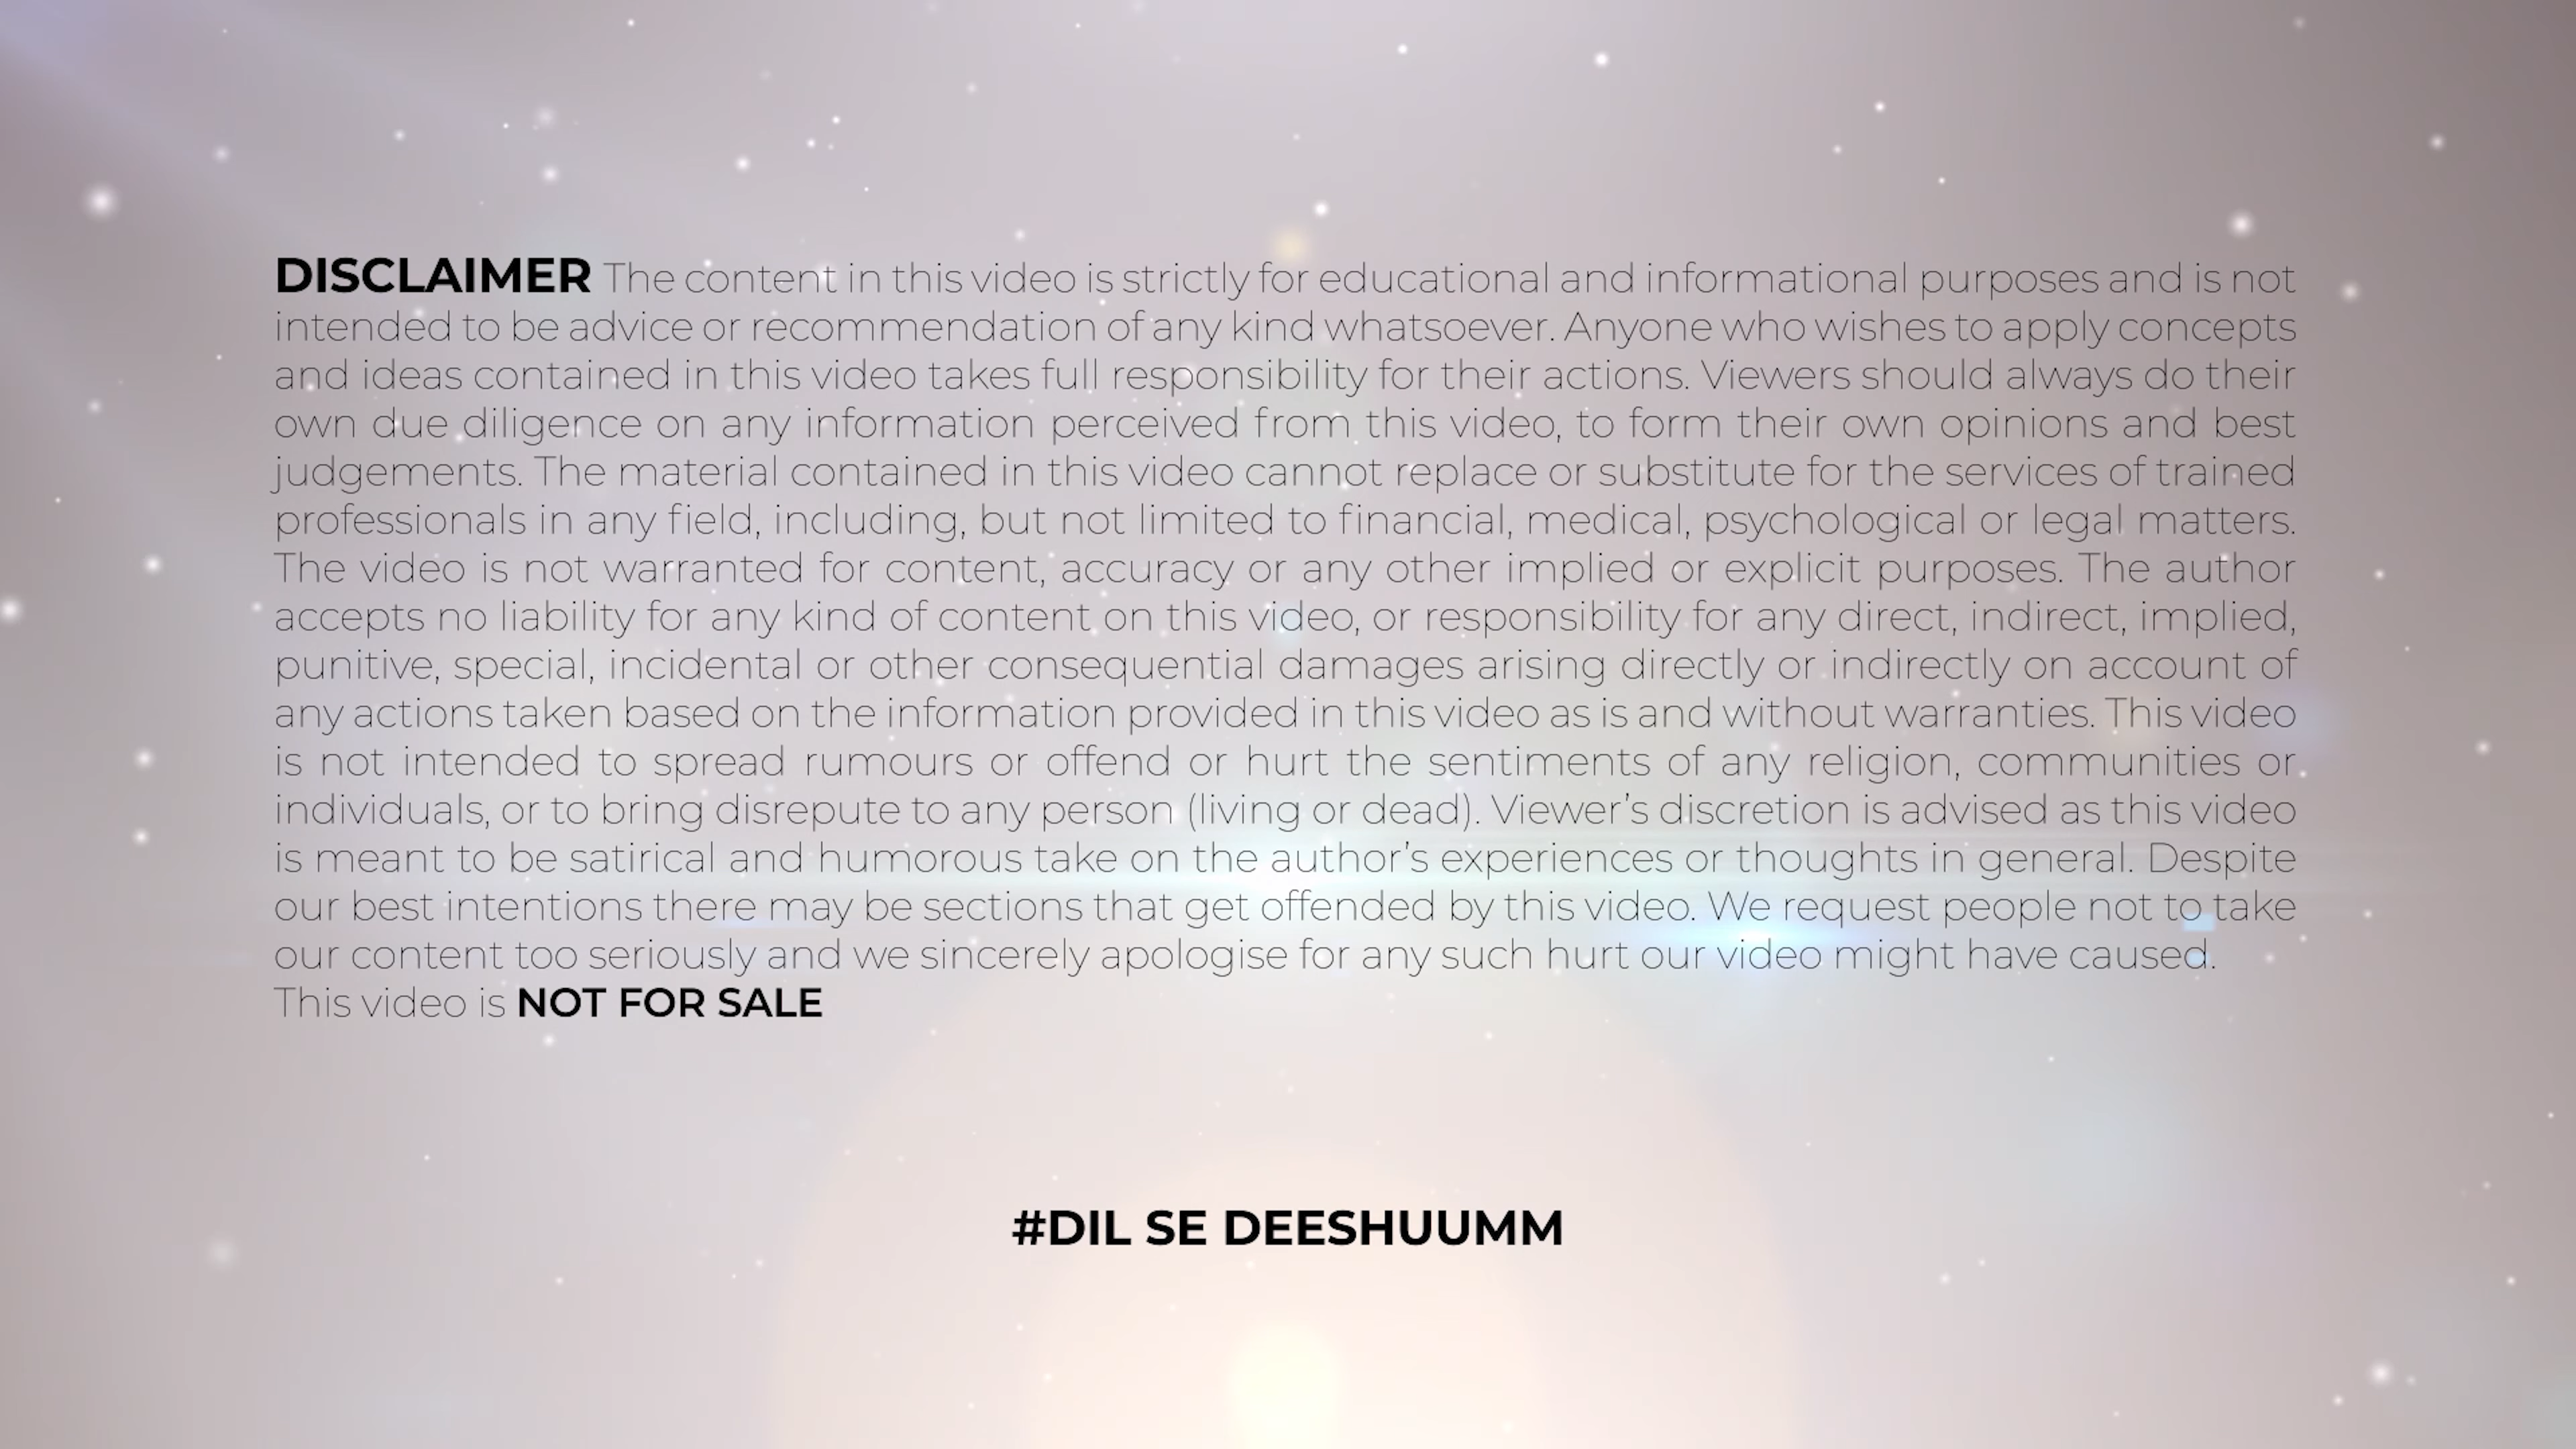 DISCLAIMER The content in this video is strictly for educational and informational purposes and is not
intended to be advice or recommendation of any kind whatsoever. Anyone who wishes to apply concepts
and ideas contained in this video takes full responsibility for their actions. Viewers should always do their
own due diligence on any information perceived from this video, to form their own opinions and best
judgements. The material contained in this video cannot replace or substitute for the services of trained
professionals in any field, including, but not limited to financial, medical, psychological or legal matters.
The video is not warranted for content, accuracy or any other implied or explicit purposes. The author
accepts no liability for any kind of content on this video, or responsibility for any direct, indirect, implied,
punitive, special, incidental or other consequential damages arising directly or indirectly on account of
any actions taken based on the information provided in this video as is and without warranties. This video
is not intended to spread rumours or offend or hurt the sentiments of any religion, communities or
individuals, or to bring disrepute to any person (living or dead). Viewer’s discretion is advised as this video
is meant to be satirical and humorous take on the author’s experiences or thoughts in general. Despite
our best intentions there may be sections that get offended by this video. We request people not to take
our content too seriously and we sincerely apologise for any such hurt our video might have caused.
This video is NOT FOR SALE
#DIL SE DEESHUUMM